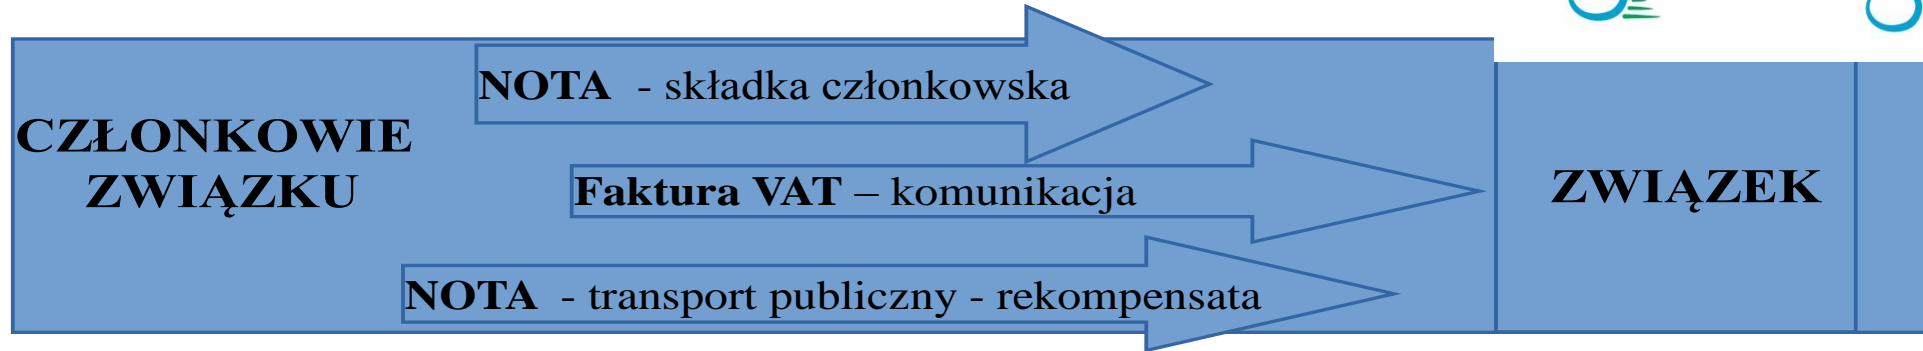 NOTA - składka członkowska
CZŁONKOWIE
ZWIĄZKU
Faktura VAT – komunikacja
ZWIĄZEK
NOTA - transport publiczny - rekompensata